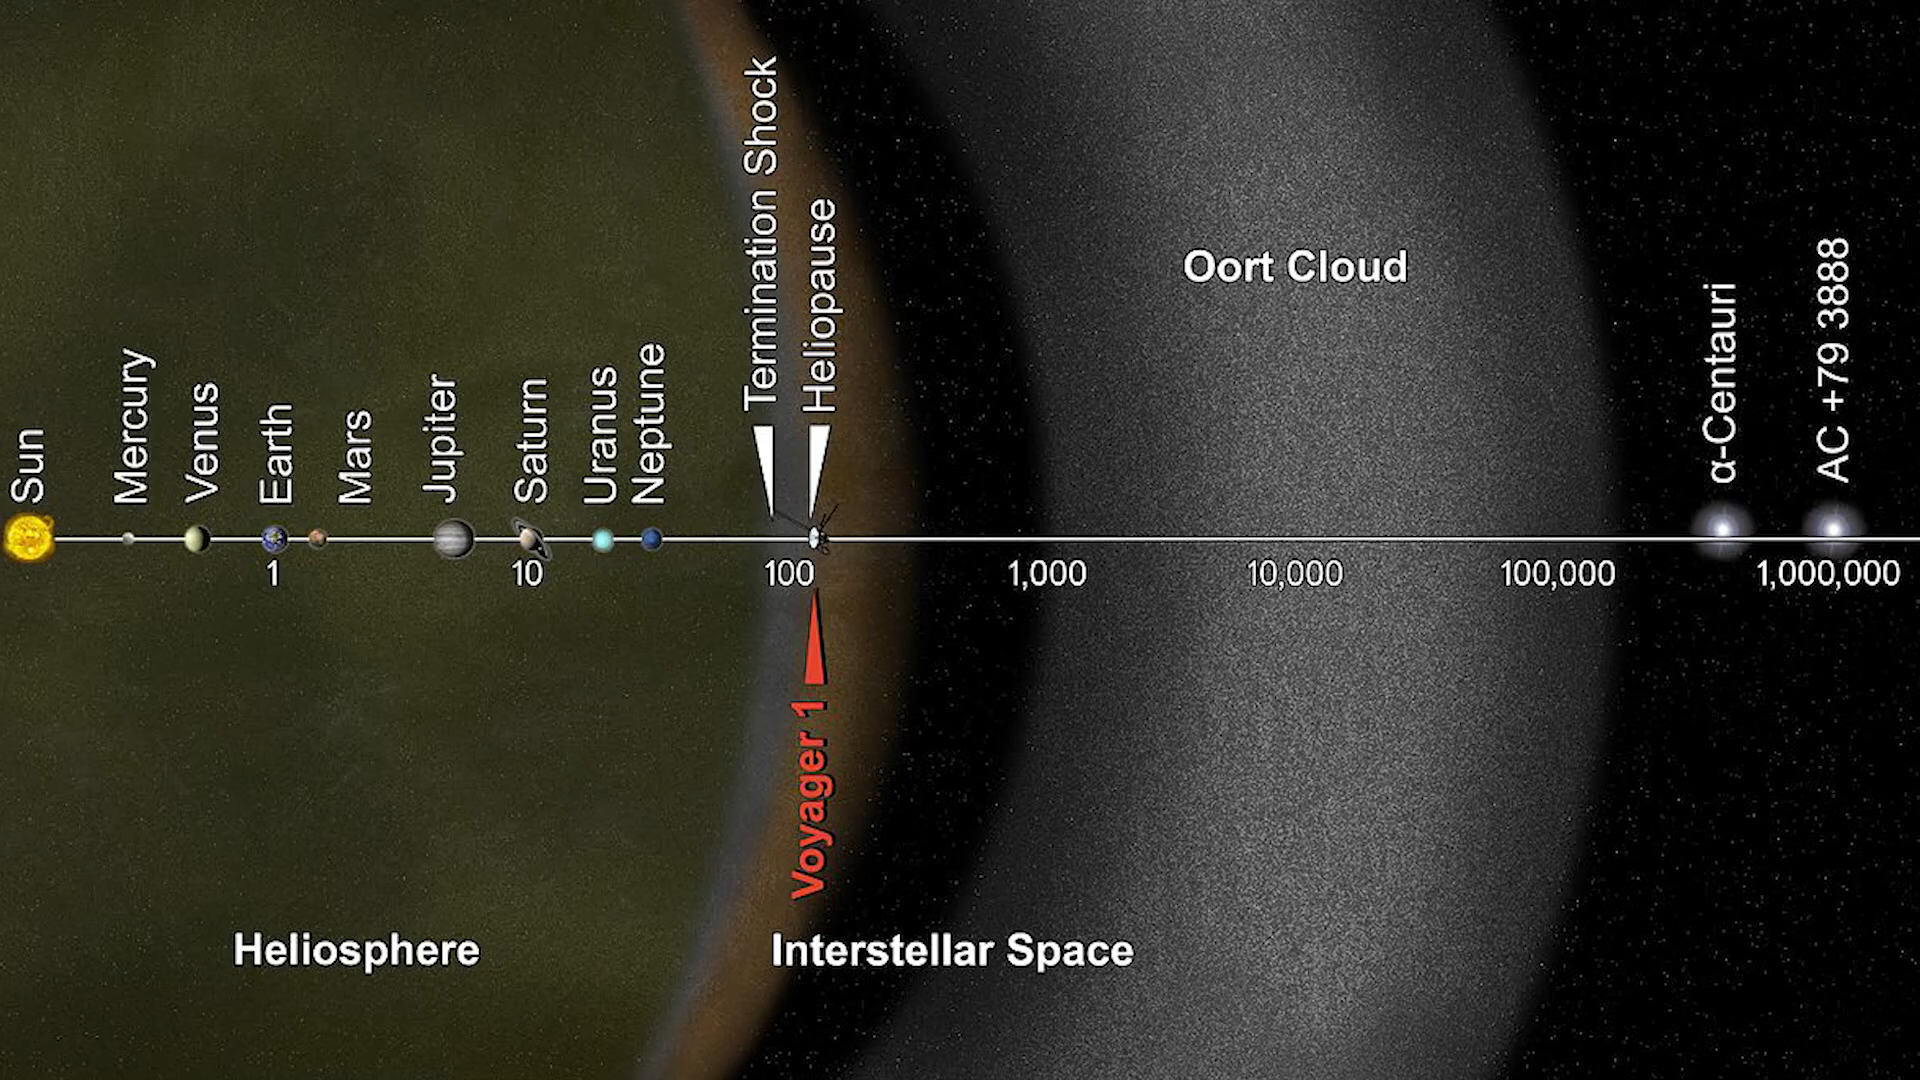 Sun
Mercury
Venus
Earth
Mars
Jupiter
Saturn
Uranus
Neptune
Termination Shock
Heliopause
Oort Cloud
α-Centauri
AC +79 3888
1
10
100
1,000
10,000
100,000
1,000,000
Voyager 1
Heliosphere
Interstellar Space